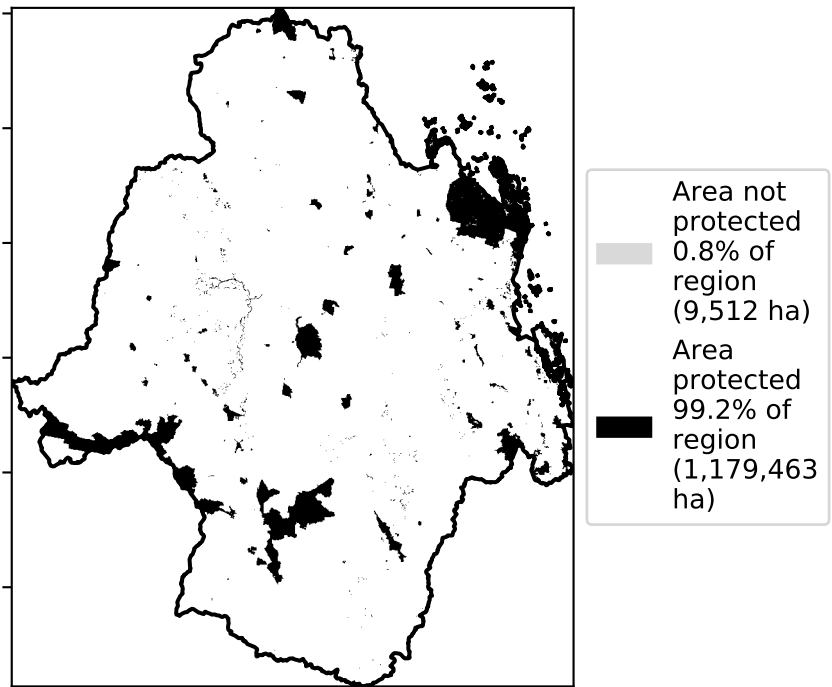 Area not
protected
0.8% of
region
(9,512 ha)
Area
protected
99.2% of
region
(1,179,463
ha)